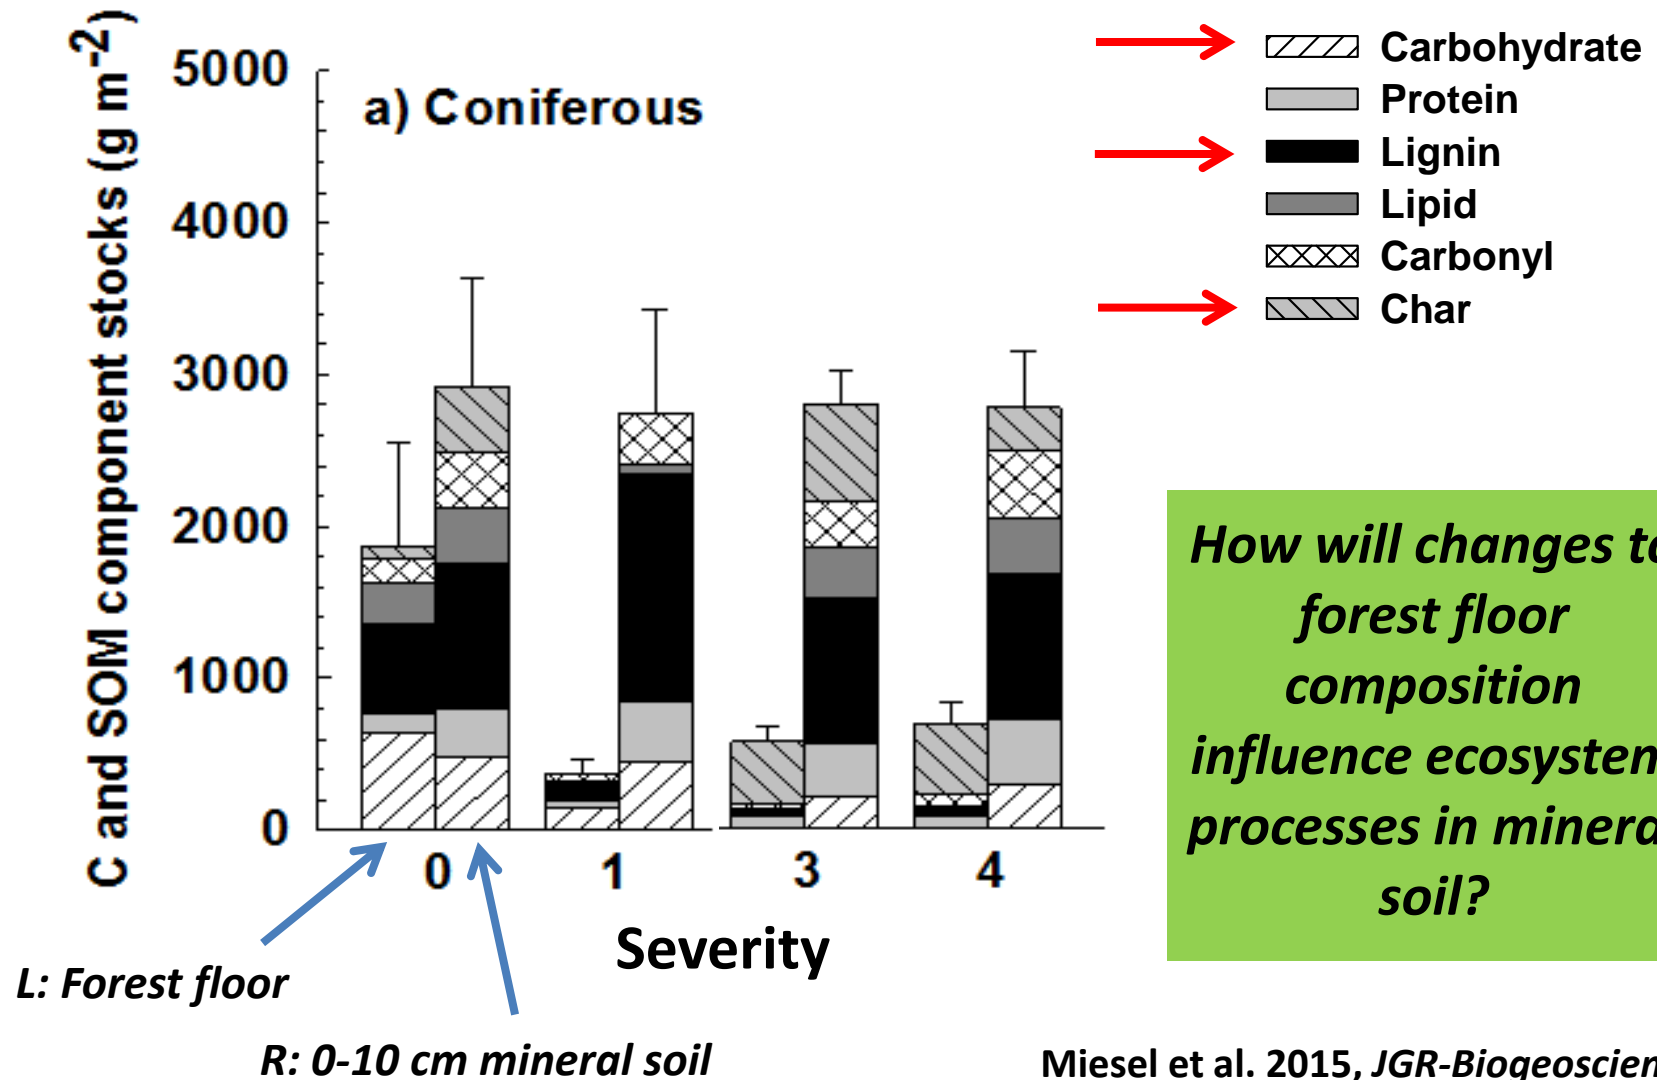 C and SOM component stocks (g m-2)
5000
4000
3000
2000
1000
0
a) Coniferous
0 1 3 4
Severity
L: Forest floor
R: 0-10 cm mineral soil
Carbohydrate
Protein
Lignin
Lipid
Carbonyl
Char
How will changes to
forest floor
composition
influence ecosystem
processes in mineral
soil?
Miesel et al. 2015, JGR-Biogeoscien